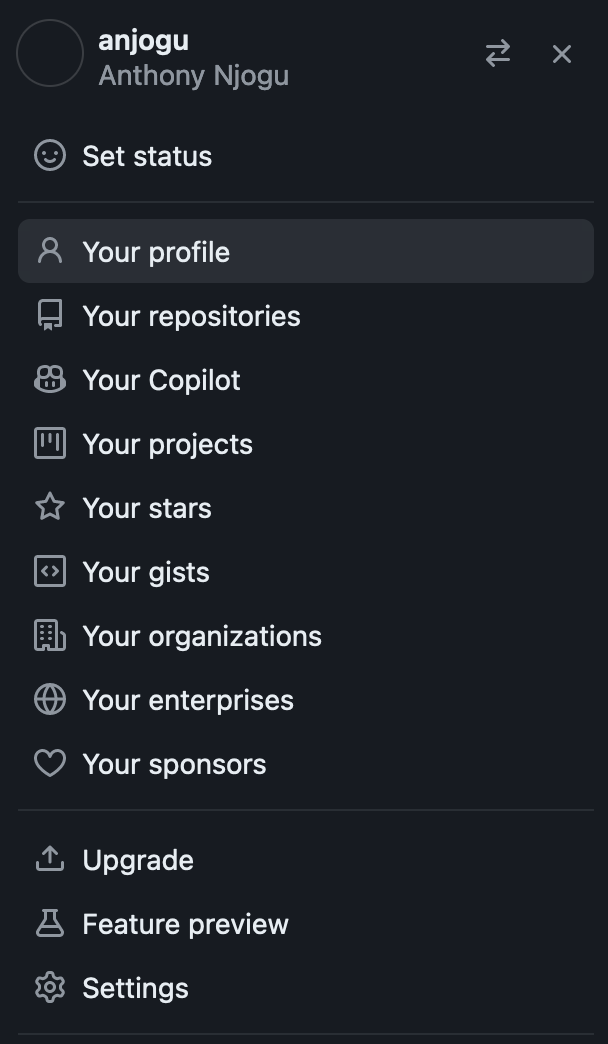 anjogu
Anthony Njogu
Set status
Your profile
Your repositories
Your Copilot
Your projects
Your stars
Your gists
Your organizations
Your enterprises
Your sponsors
Upgrade
Feature preview
Settings